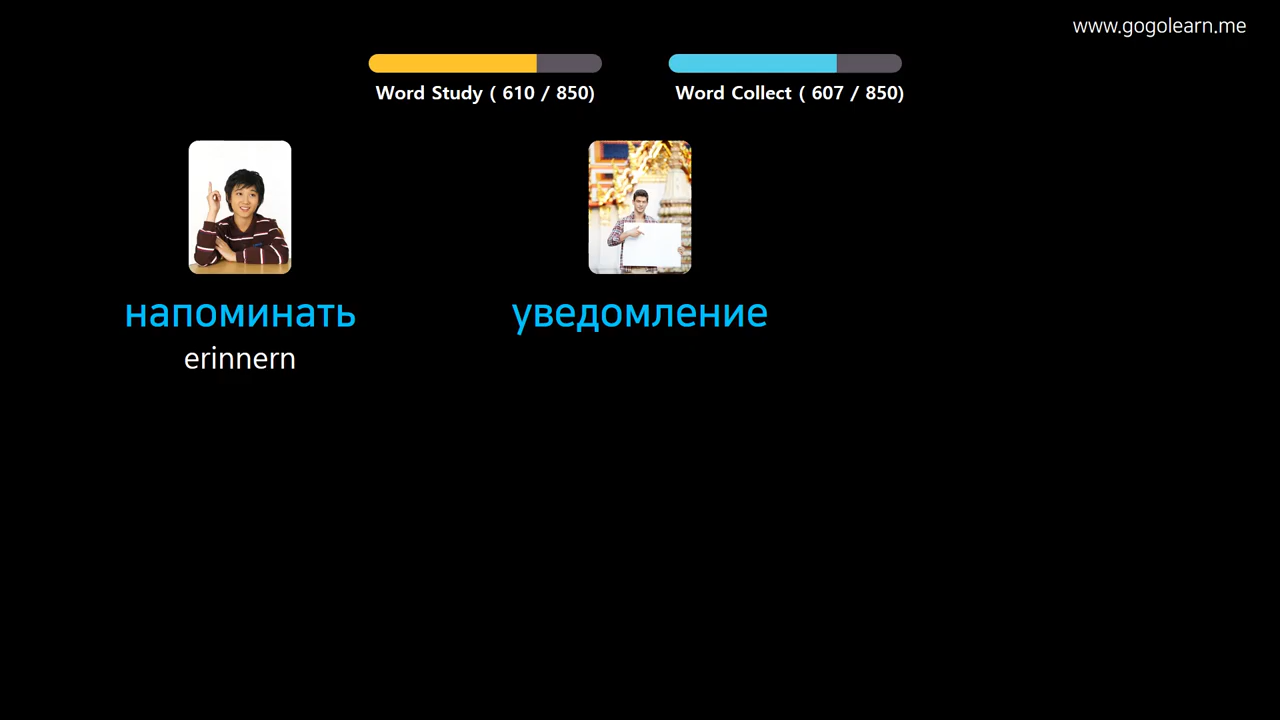 www.gogolearn.me
Word Study ( 610 / 850)
Word Collect ( 607 / 850)
напоминать
уведомление
erinnern